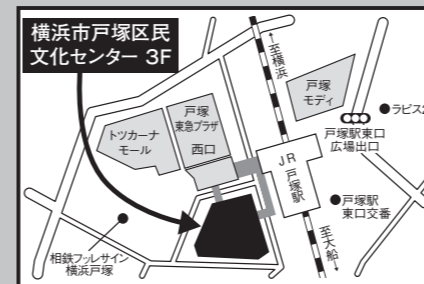 横浜市戸塚区民
文化センター 3F
←至横浜
戸塚
モディ
ラピス2
戸塚
東急プラザ
西口
トツカーナ
モール
戸塚駅東口
広場出口
JR
戸塚駅
戸塚駅
東口交番
相鉄フレサイン
横浜戸塚
至大船→